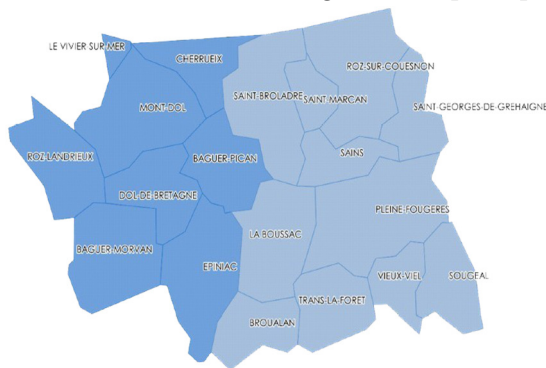 LE VIVIER SUR MER
CHERRUEIX
ROZ-SUR-COUESNON
MONT-DOL
SAINT-BROLADRE
SAINT-MARCAN
SAINT-GEORGES-DE-GREHAIGNE
ROZ-LANDRIEUX
BAGUER-PICAN
SAINS
DOL-DE-BRETAGNE
PLEINE-FOUGERES
BAGUER MORVAN
LA BOUSSAC
EPINIAC
VIEUX-VIEL
SOUGEAL
TRANS-LA-FORET
BROUALAN